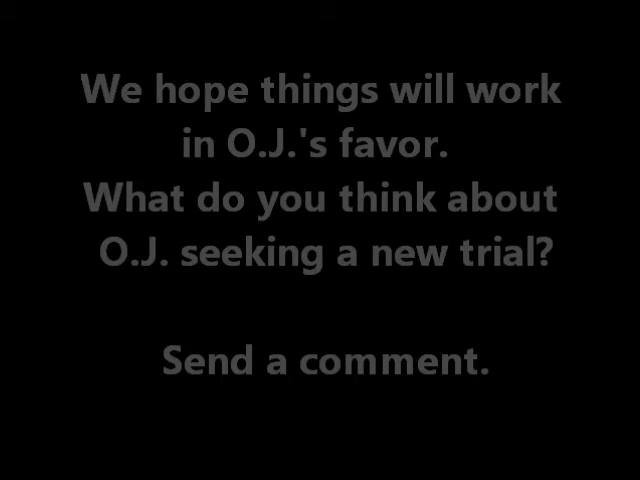 We hope things will work
in O.J.'s favor.
What do you think about
O.J. seeking a new trial?
Send a comment.